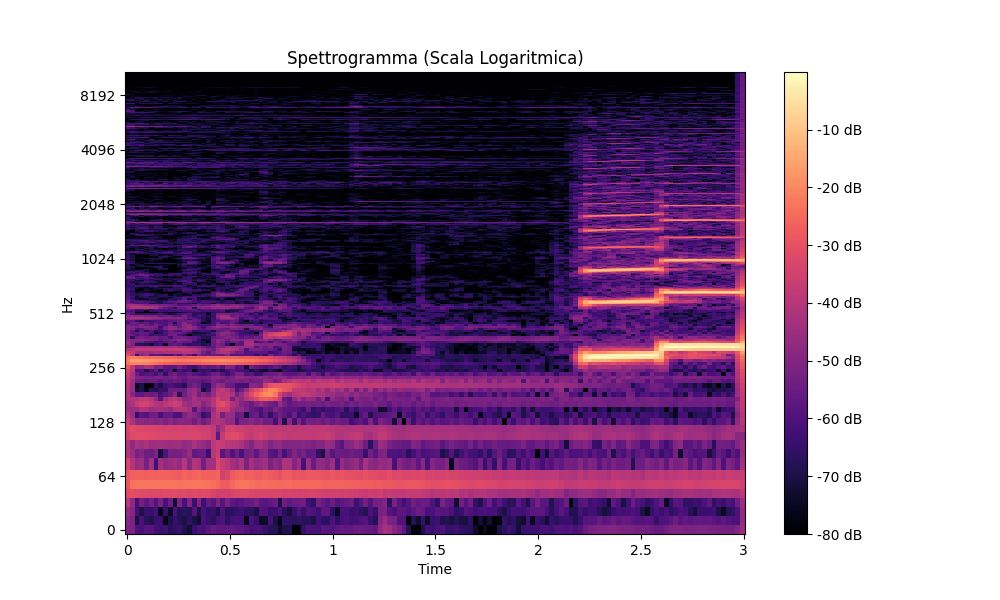 Spettrogramma (Scala Logaritmica)
8192
4096
2048
1024
512
256
128
64
0
Hz
0
0.5
1
1.5
2
2.5
3
Time
-10 dB
-20 dB
-30 dB
-40 dB
-50 dB
-60 dB
-70 dB
-80 dB